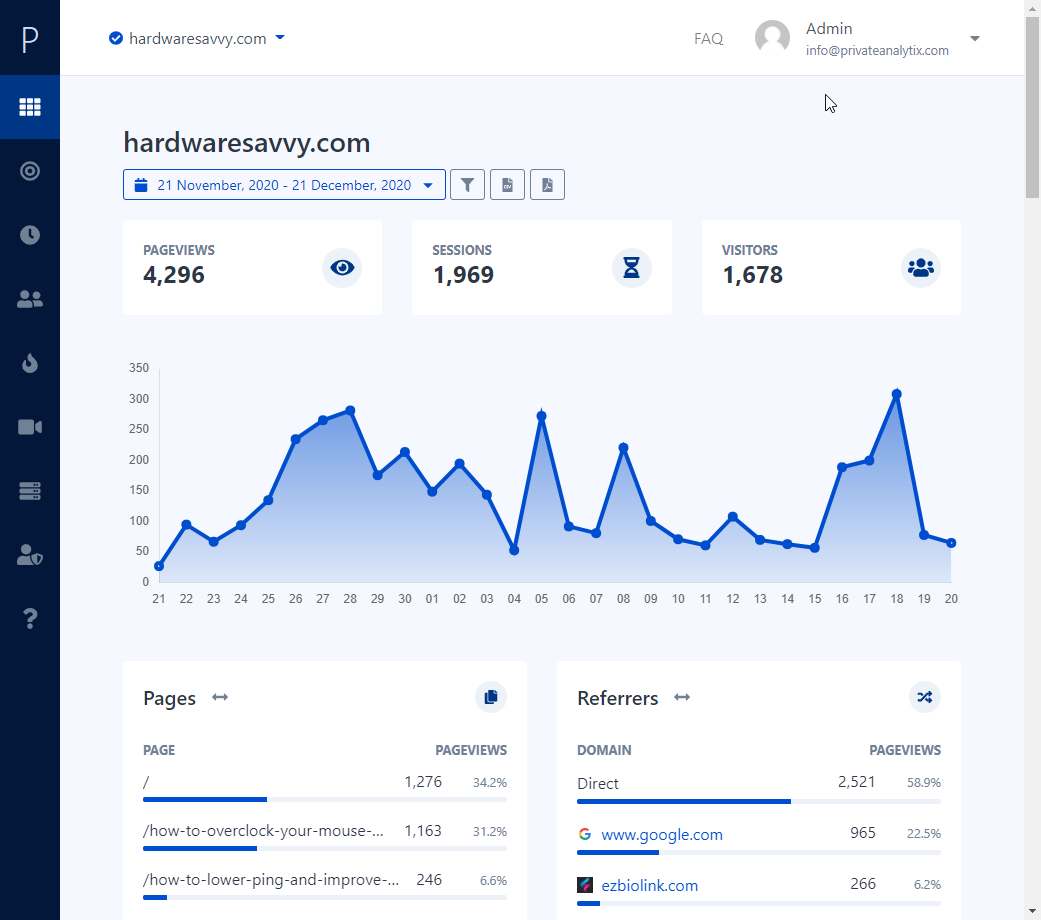 P
hardwaresavvy.com
FAQ
Admin
info@privateanalytix.com
hardwaresavvy.com
21 November, 2020 - 21 December, 2020
CSV
PAGEVIEWS
4,296
SESSIONS
1,969
VISITORS
1,678
350
300
250
200
150
100
50
0
21 22 23 24 25 26 27 28 29 30 01 02 03 04 05 06 07 08 09 10 11 12 13 14 15 16 17 18 19 20
Pages
PAGE PAGEVIEWS
/ 1,276 34.2%
/how-to-overclock-your-mouse-... 1,163 31.2%
/how-to-lower-ping-and-improve-... 246 6.6%
Referrers
DOMAIN PAGEVIEWS
Direct 2,521 58.9%
www.google.com 965 22.5%
ezbiolink.com 266 6.2%